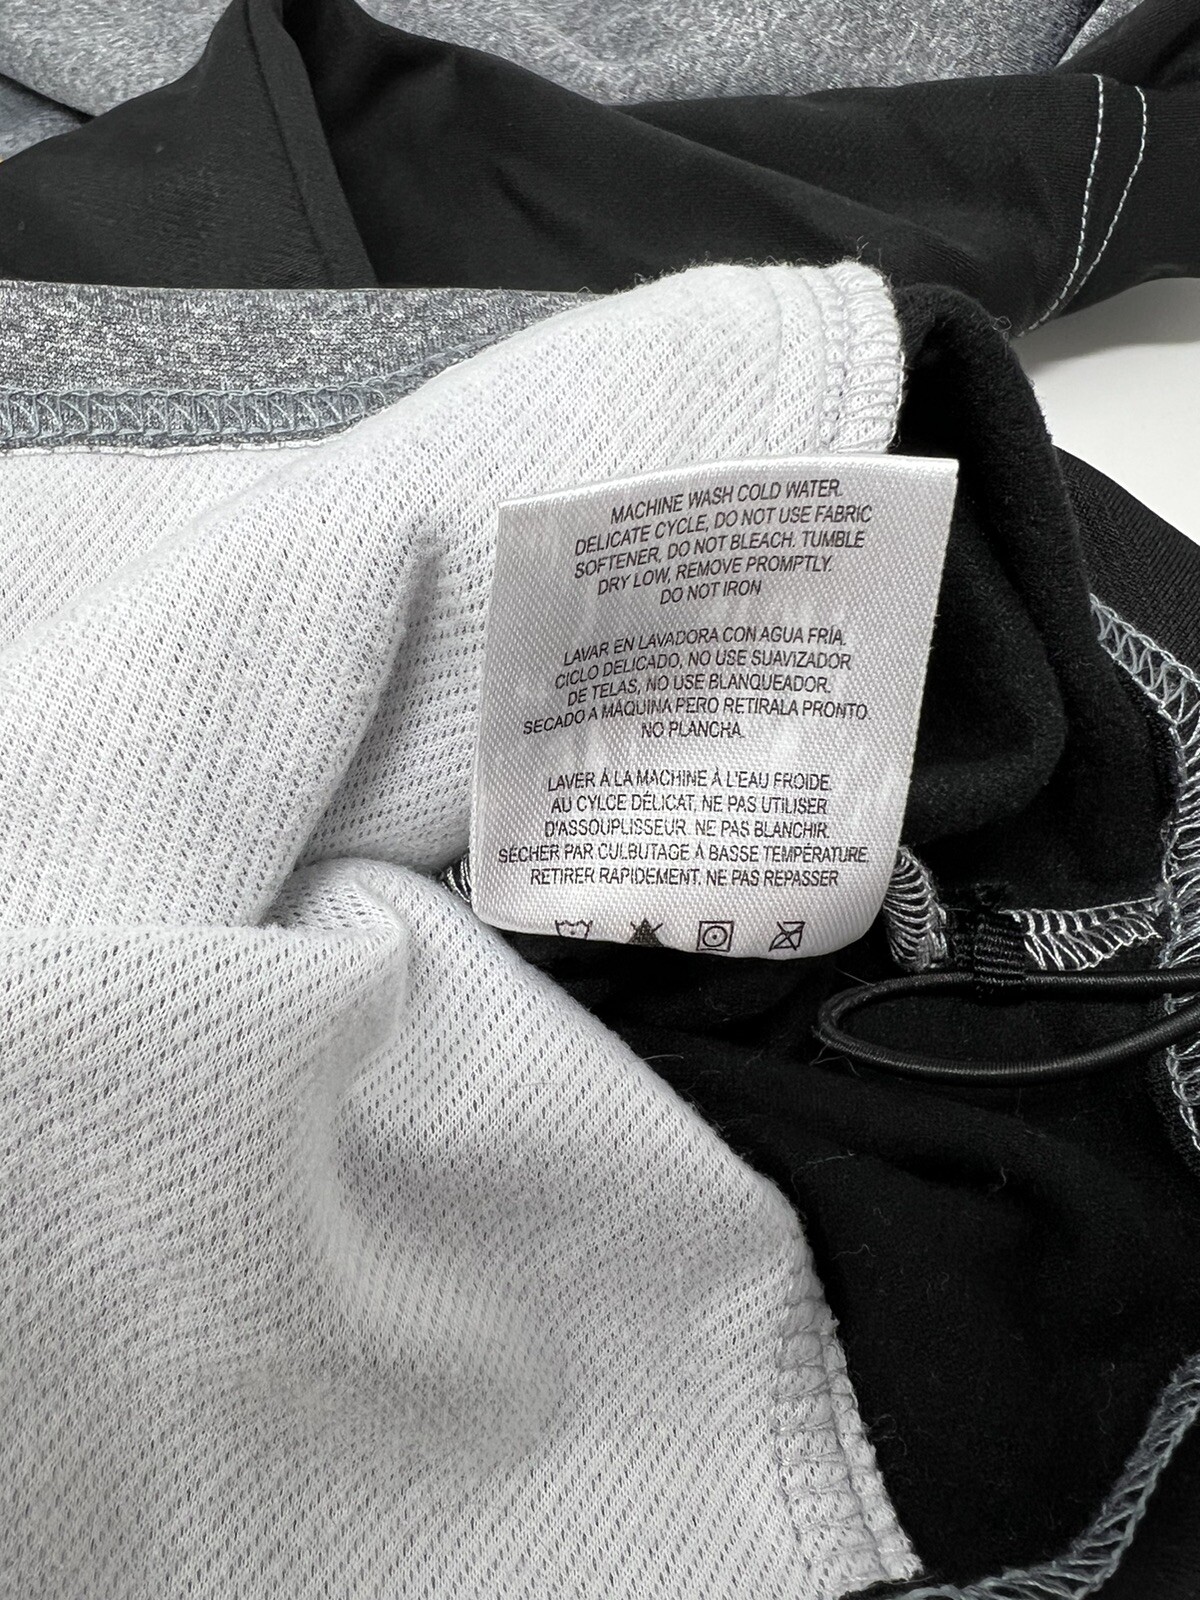 MACHINE WASH COLD WATER.
DELICATE CYCLE, DO NOT USE FABRIC
SOFTENER, DO NOT BLEACH. TUMBLE
DRY LOW, REMOVE PROMPTLY.
DO NOT IRON
LAVAR EN LAVADORA CON AGUA FRÍA.
CICLO DELICADO, NO USE SUAVIZADOR
DE TELAS, NO USE BLANQUEADOR.
SECADO A MÁQUINA PERO RETIRALA PRONTO.
NO PLANCHA.
LAVER À LA MACHINE À L'EAU FROIDE.
AU CYLCE DÉLICAT, NE PAS UTILISER
D'ASSOUPLISSEUR. NE PAS BLANCHIR.
SÉCHER PAR CULBUTAGE À BASSE TEMPÉRATURE.
RETIRER RAPIDEMENT. NE PAS REPASSER